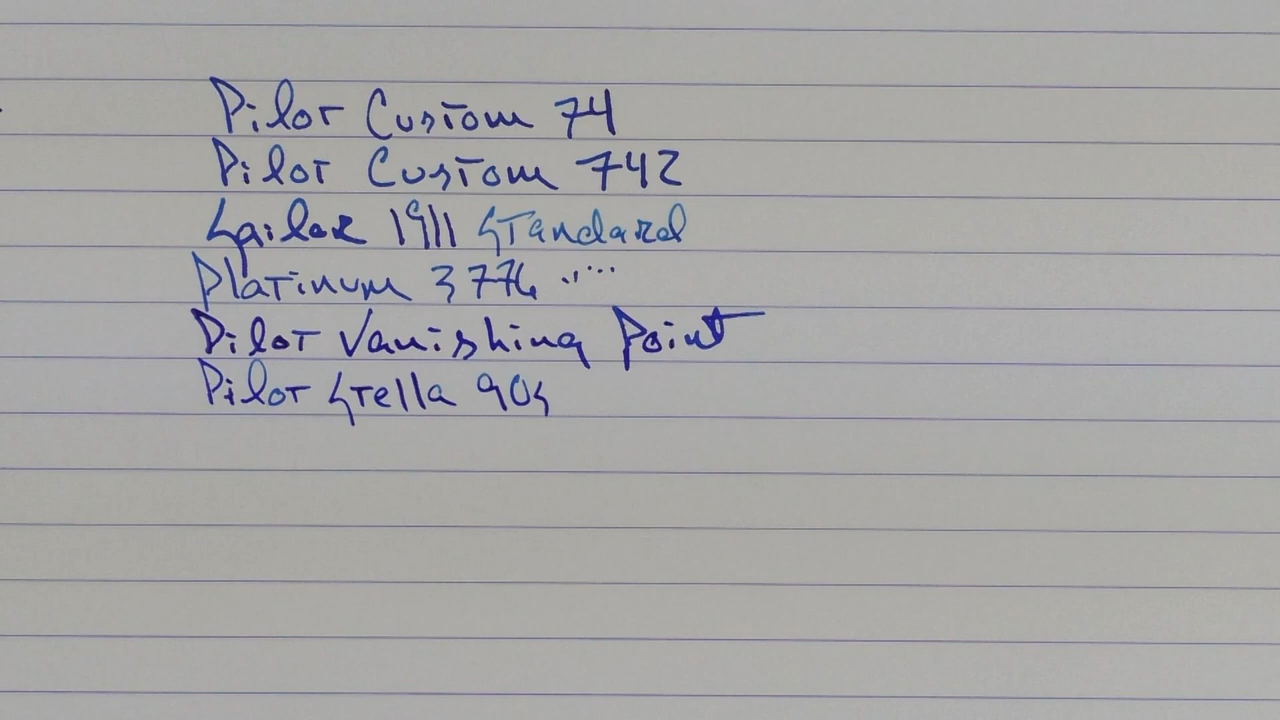 Pilot Custom 74
Pilot Custom 742
Sailor 1911 Standard
Platinum 3776 .,...
Pilot Vanishing Point
Pilot Stella 90s